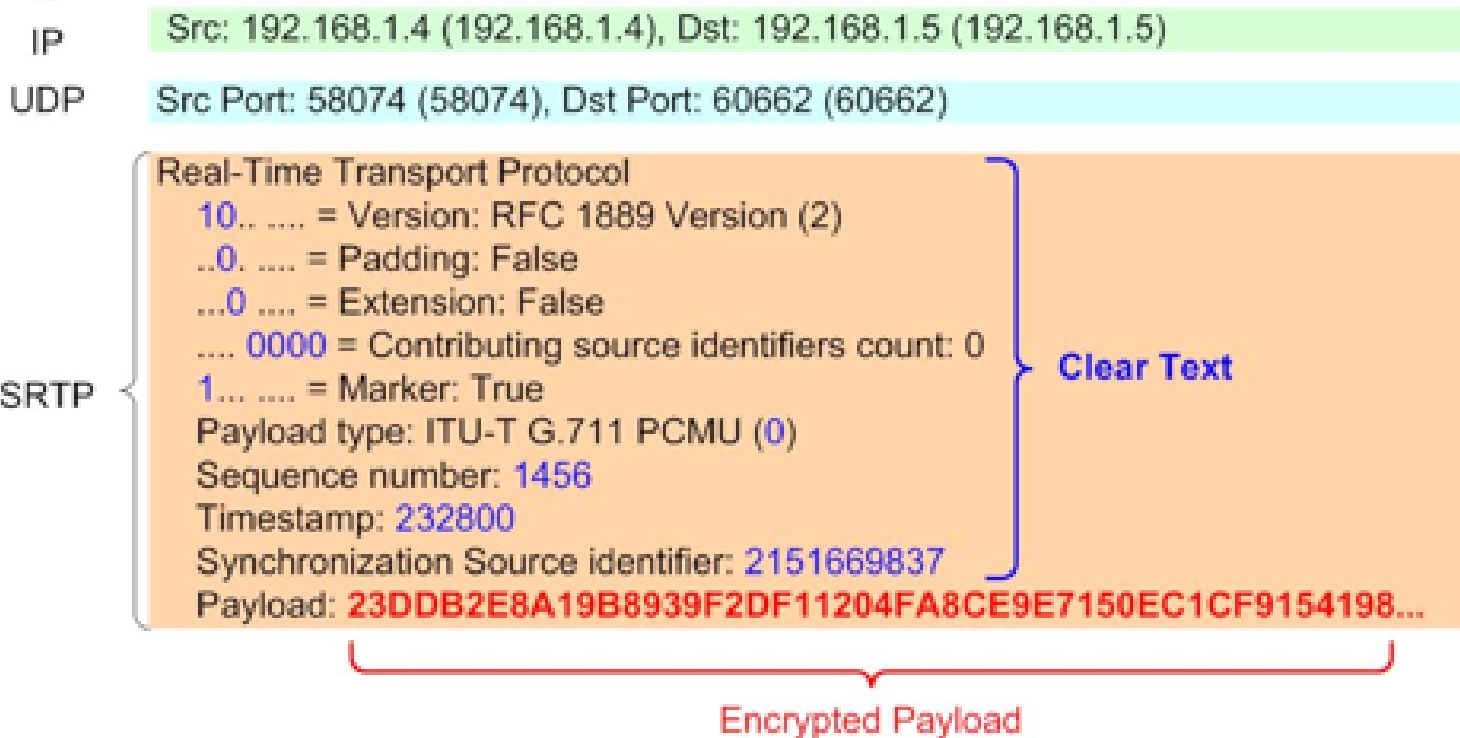 IP
Src: 192.168.1.4 (192.168.1.4), Dst: 192.168.1.5 (192.168.1.5)
UDP
Src Port: 58074 (58074), Dst Port: 60662 (60662)
SRTP
Real-Time Transport Protocol
10.. .... = Version: RFC 1889 Version (2)
..0. .... = Padding: False
...0 .... = Extension: False
.... 0000 = Contributing source identifiers count: 0
1... .... = Marker: True
Payload type: ITU-T G.711 PCMU (0)
Sequence number: 1456
Timestamp: 232800
Synchronization Source identifier: 2151669837
Clear Text
Payload: 23DDB2E8A19B8939F2DF11204FA8CE9E7150EC1CF9154198...
Encrypted Payload